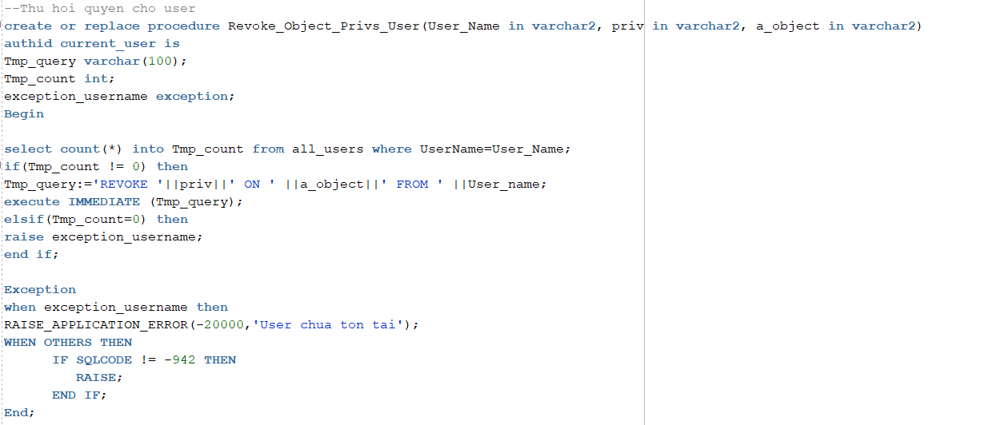 --Thu hoi quyen cho user
create or replace procedure Revoke_Object_Privs_User(User_Name in varchar2, priv in varchar2, a_object in varchar2)
authid current_user is
Tmp_query varchar(100);
Tmp_count int;
exception_username exception;
Begin
select count(*) into Tmp_count from all_users where UserName=User_Name;
if(Tmp_count != 0) then
Tmp_query:='REVOKE '||priv||' ON ' ||a_object||' FROM ' ||User_name;
execute IMMEDIATE (Tmp_query);
elsif(Tmp_count=0) then
raise exception_username;
end if;
Exception
when exception_username then
RAISE_APPLICATION_ERROR(-20000,'User chua ton tai');
WHEN OTHERS THEN
IF SQLCODE != -942 THEN
RAISE;
END IF;
End;